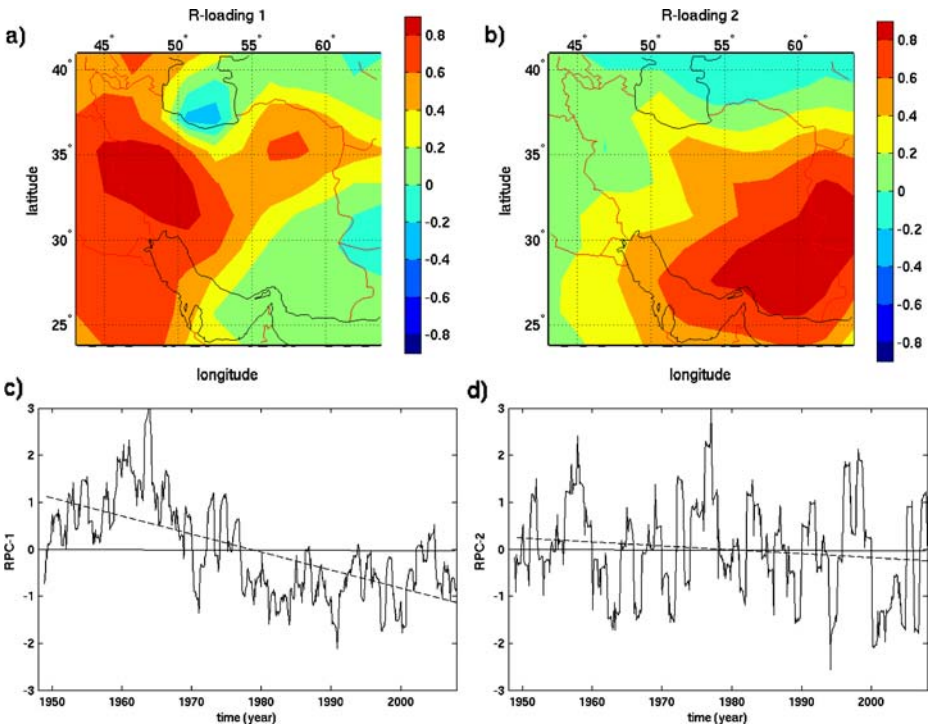 R-loading 1
R-loading 2
a)
45° 50° 55° 60°
0.8
0.6
0.4
0.2
0
-0.2
-0.4
-0.6
-0.8
40°
35°
30°
25°
latitude
longitude
b)
45° 50° 55° 60°
0.8
0.6
0.4
0.2
0
-0.2
-0.4
-0.6
-0.8
40°
35°
30°
25°
latitude
longitude
c)
3
2
1
0
-1
-2
-3
RPC-1
1950 1960 1970 1980 1990 2000
time (year)
d)
3
2
1
0
-1
-2
-3
RPC-2
1950 1960 1970 1980 1990 2000
time (year)